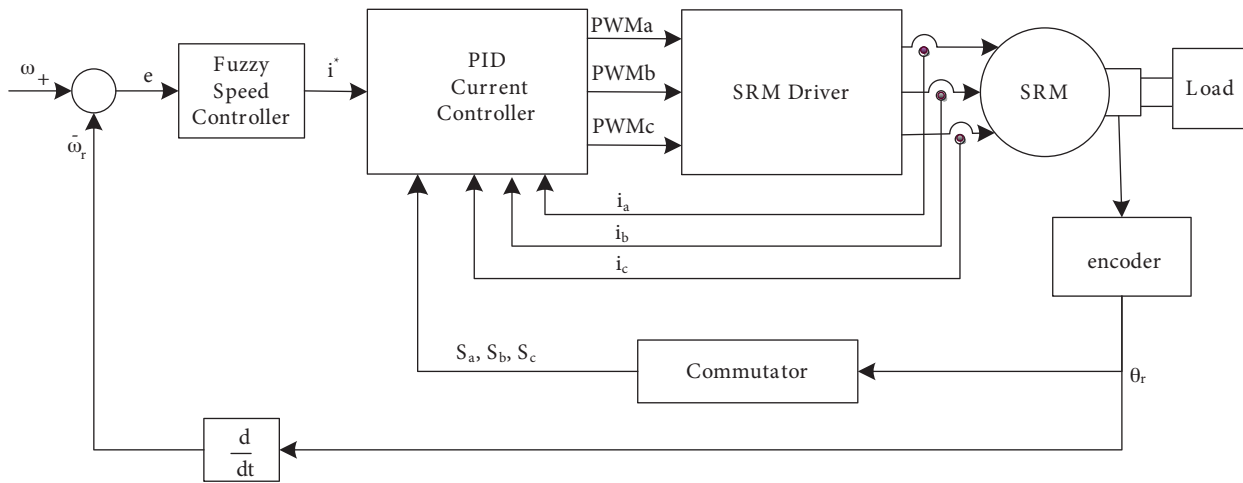 ω +
e
Fuzzy
Speed
Controller
i*
PID
Current
Controller
PWMa
PWMb
PWMc
SRM Driver
SRM
Load
ω̄r
ia
ib
ic
encoder
Sa, Sb, Sc
Commutator
θr
d
dt